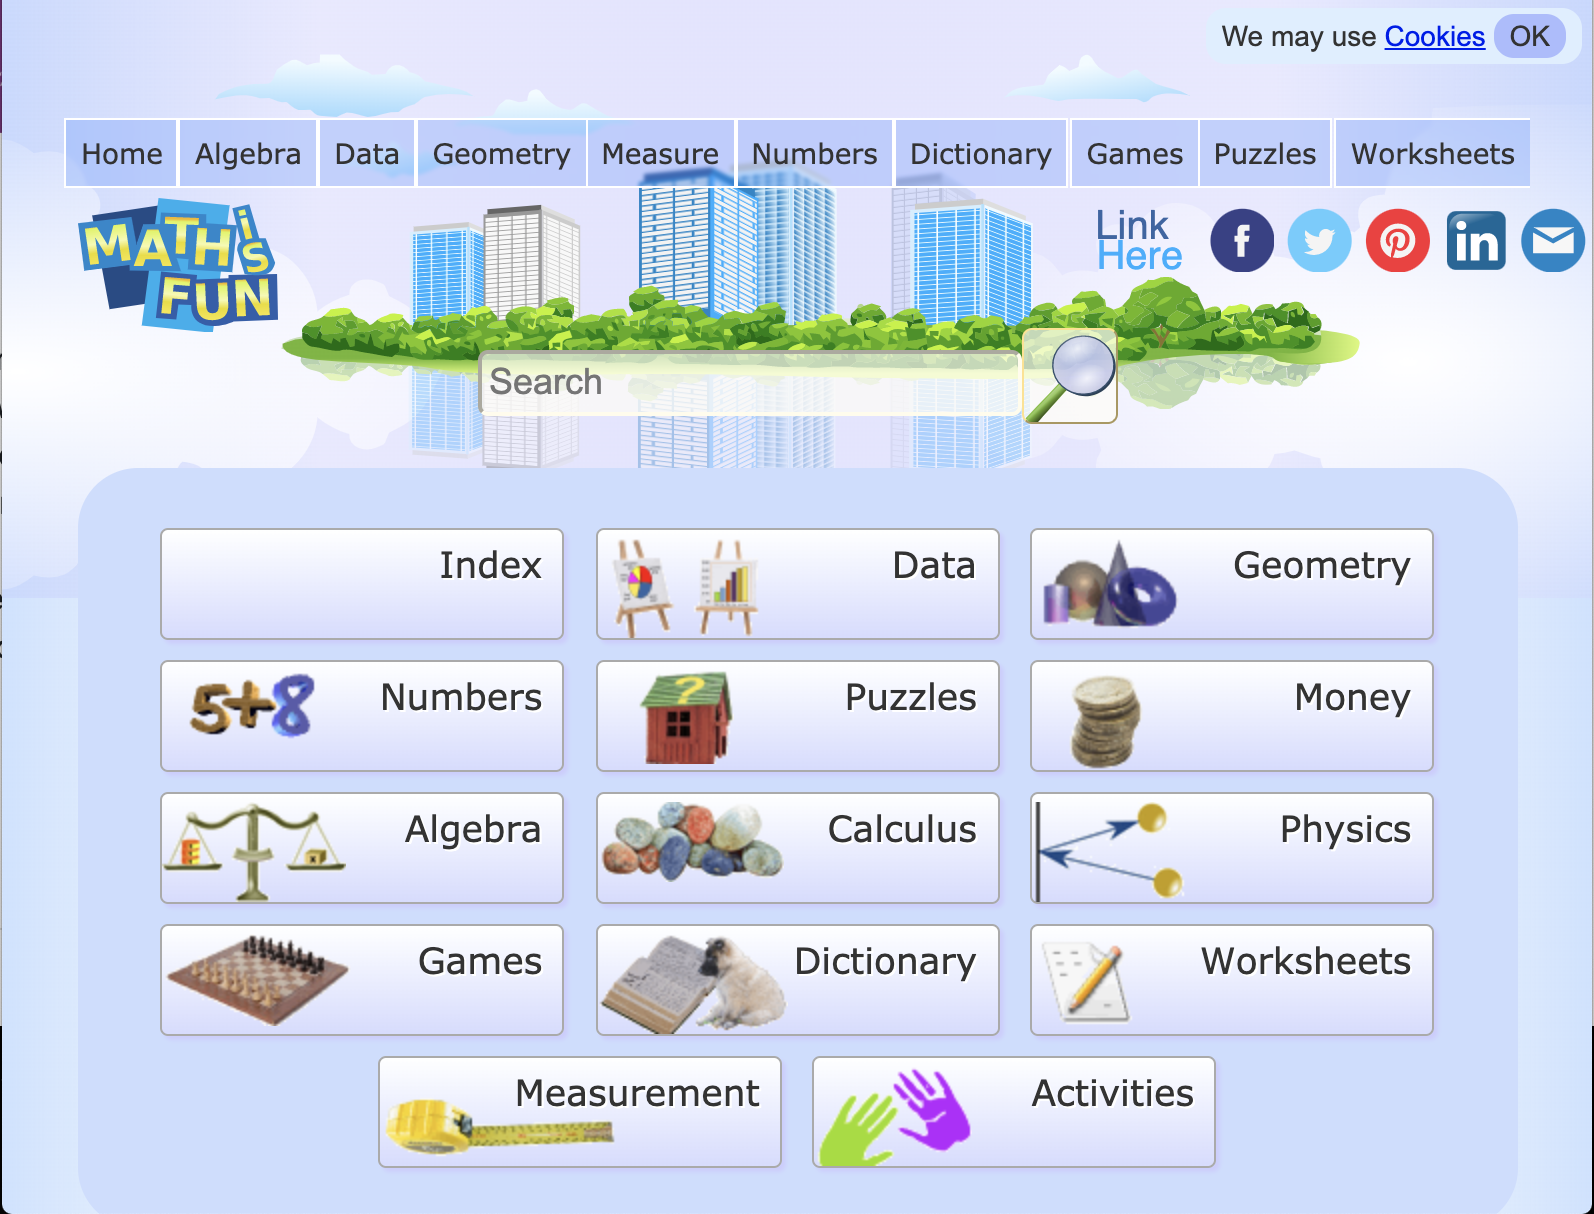 We may use Cookies OK
Home Algebra Data Geometry Measure Numbers Dictionary Games Puzzles Worksheets
MATH iS
FUN
Link
Here
Search
Index
Data
Geometry
5+8
Numbers
?
Puzzles
Money
Algebra
Calculus
Physics
Games
Dictionary
Worksheets
Measurement
Activities